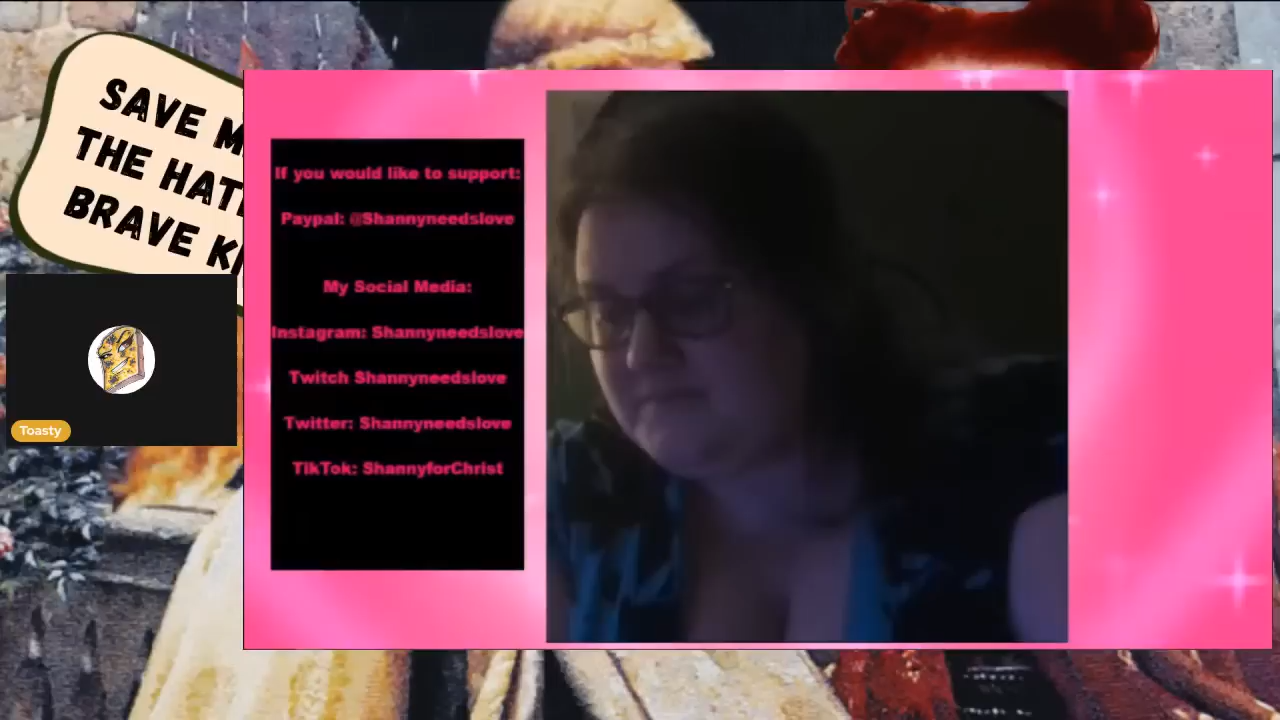 SAVE M
THE HAT
BRAVE K
Toasty
If you would like to support:
Paypal: @Shannyneedslove
My Social Media:
Instagram: Shannyneedslove
Twitch Shannyneedslove
Twitter: Shannyneedslove
TikTok: ShannyforChrist